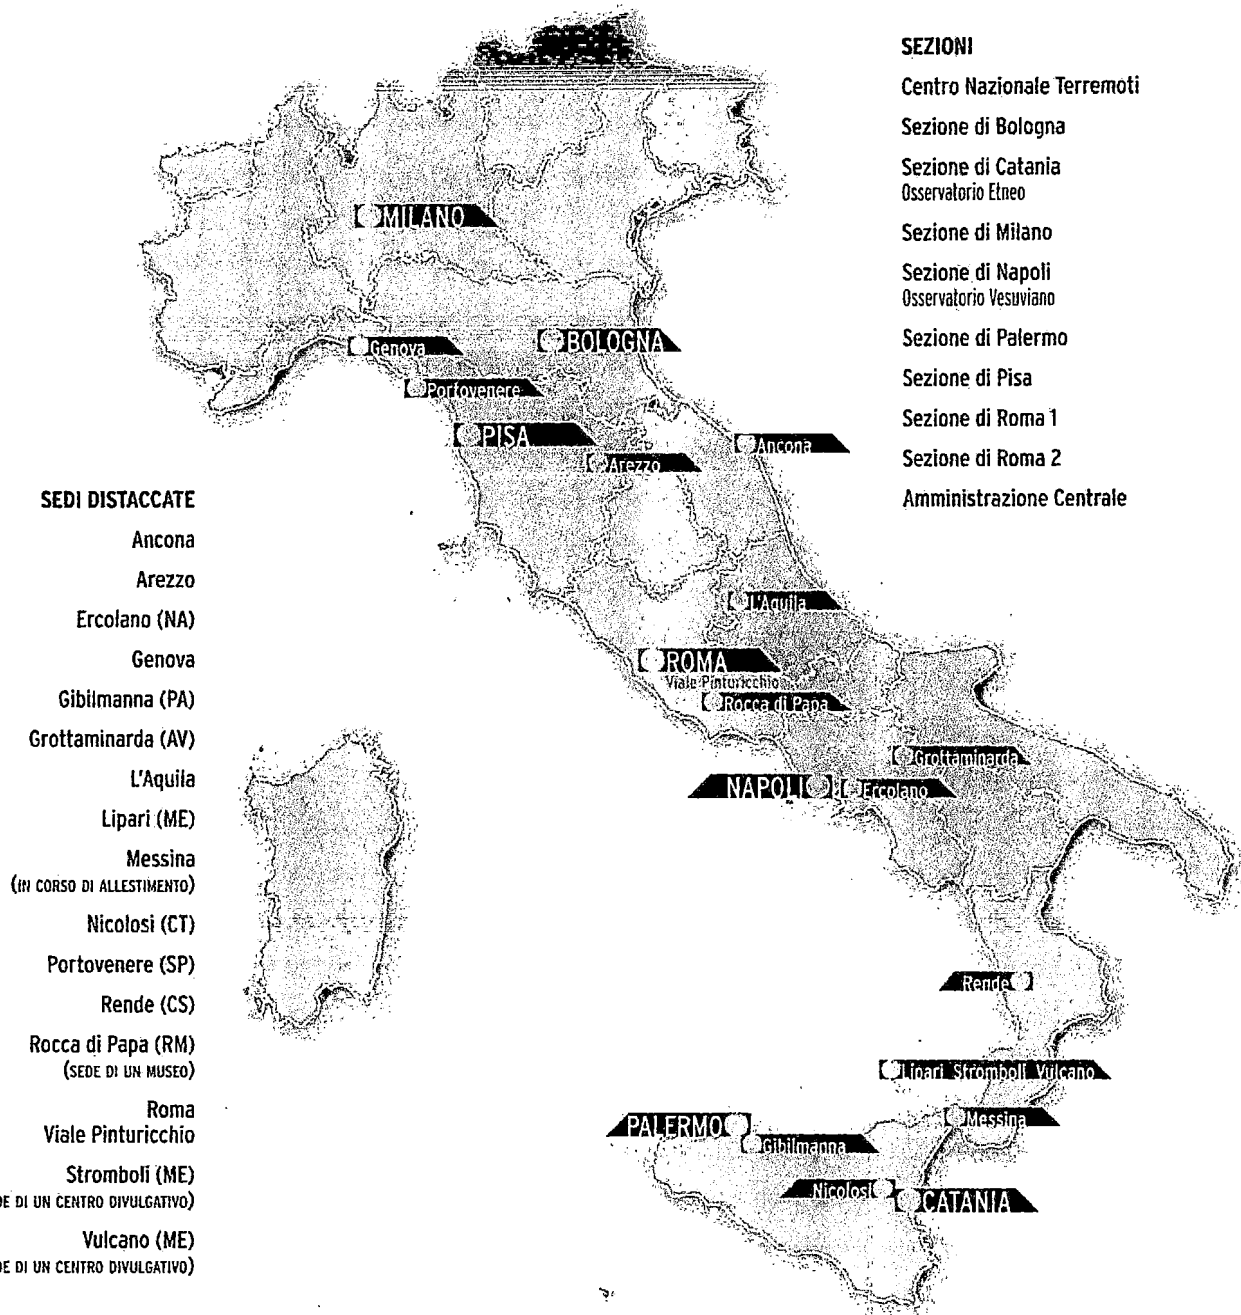 SEZIONI
Centro Nazionale Terremoti
Sezione di Bologna
Sezione di Catania
Osservatorio Etneo
Sezione di Milano
Sezione di Napoli
Osservatorio Vesuviano
Sezione di Palermo
Sezione di Pisa
Sezione di Roma 1
Sezione di Roma 2
Amministrazione Centrale
MILANO
Genova
BOLOGNA
Portovenere
PISA
Ancona
Arezzo
L'Aquila
ROMA
Viale Pinturicchio
Rocca di Papa
Grottaminarda
NAPOLI
Ercolano
Rende
Lipari Stromboli Vulcano
Messina
PALERMO
Gibilmanna
Nicolosi
CATANIA
SEDI DISTACCATE
Ancona
Arezzo
Ercolano (NA)
Genova
Gibilmanna (PA)
Grottaminarda (AV)
L'Aquila
Lipari (ME)
Messina
(IN CORSO DI ALLESTIMENTO)
Nicolosi (CT)
Portovenere (SP)
Rende (CS)
Rocca di Papa (RM)
(SEDE DI UN MUSEO)
Roma
Viale Pinturicchio
Stromboli (ME)
DE DI UN CENTRO DIVULGATIVO)
Vulcano (ME)
DE DI UN CENTRO DIVULGATIVO)